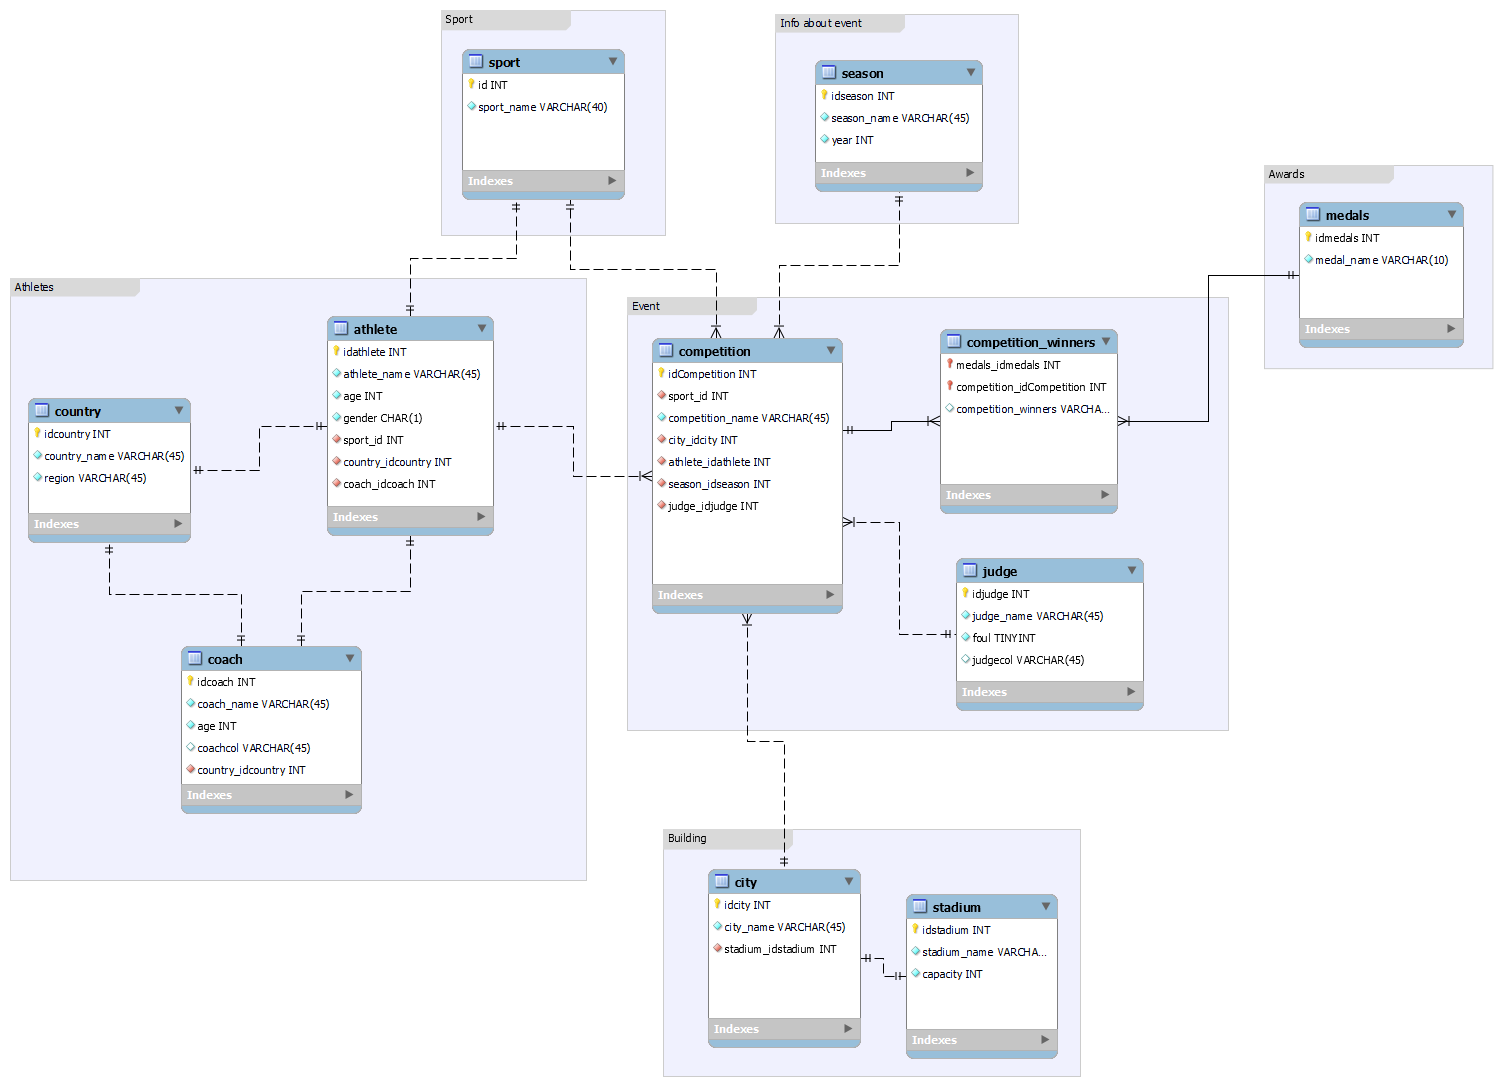 Sport
sport
id INT
sport_name VARCHAR(40)
Indexes
Info about event
season
idseason INT
season_name VARCHAR(45)
year INT
Indexes
Awards
medals
idmedals INT
medal_name VARCHAR(10)
Indexes
Athletes
athlete
idathlete INT
athlete_name VARCHAR(45)
age INT
gender CHAR(1)
sport_id INT
country_idcountry INT
coach_idcoach INT
Indexes
country
idcountry INT
country_name VARCHAR(45)
region VARCHAR(45)
Indexes
coach
idcoach INT
coach_name VARCHAR(45)
age INT
coachcol VARCHAR(45)
country_idcountry INT
Indexes
Event
competition
idCompetition INT
sport_id INT
competition_name VARCHAR(45)
city_idcity INT
athlete_idathlete INT
season_idseason INT
judge_idjudge INT
Indexes
competition_winners
medals_idmedals INT
competition_idCompetition INT
competition_winners VARCHA...
Indexes
judge
idjudge INT
judge_name VARCHAR(45)
foul TINYINT
judgecol VARCHAR(45)
Indexes
Building
city
idcity INT
city_name VARCHAR(45)
stadium_idstadium INT
Indexes
stadium
idstadium INT
stadium_name VARCHA...
capacity INT
Indexes